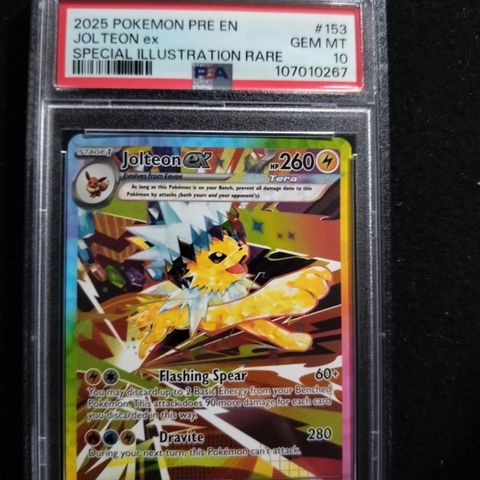 2025 POKEMON PRE EN #153
JOLTEON ex GEM MT
SPECIAL ILLUSTRATION RARE 10
PSA 107010267
STAGE 1
Jolteon ex HP 260
Evolves from Eevee Tera
As long as this Pokémon is on your Bench, prevent all damage done to this
Pokémon by attacks (both yours and your opponent's).
Flashing Spear 60+
You may discard up to 2 Basic Energy from your Benched
Pokémon. This attack does 90 more damage for each card
you discarded in this way.
Dravite 280
During your next turn, this Pokémon can't attack.